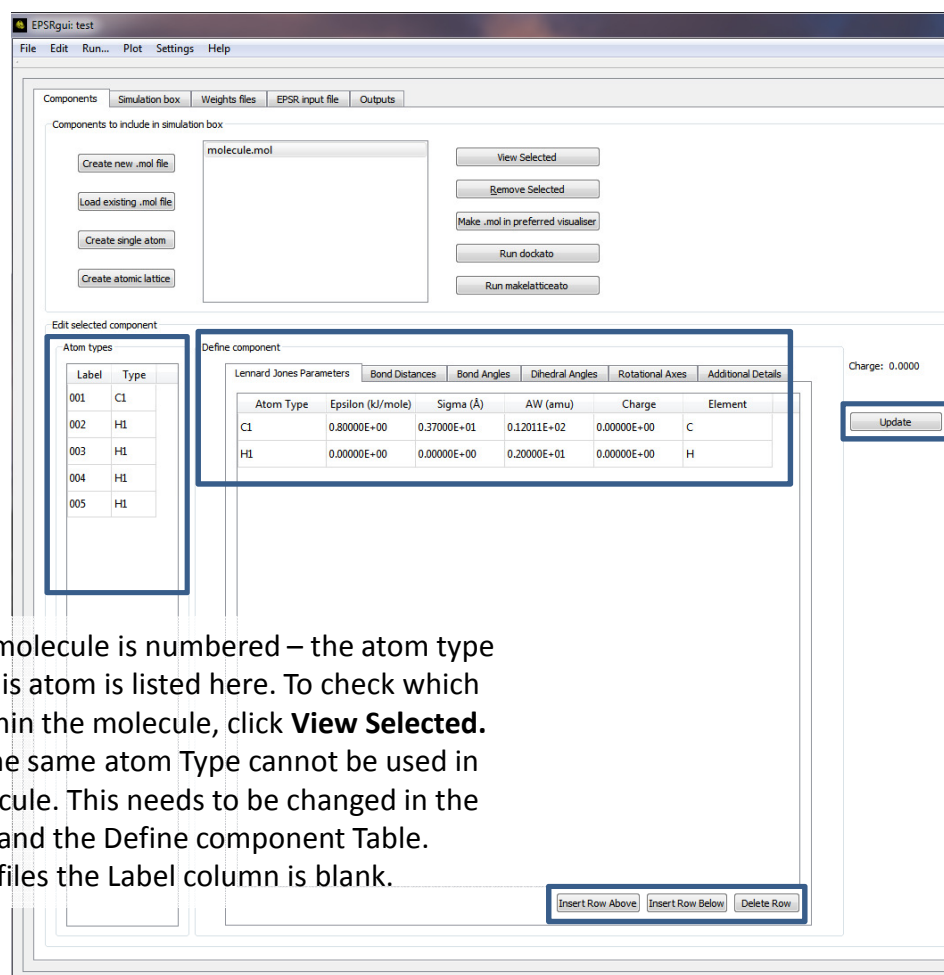 EPSRgui: test
File Edit Run... Plot Settings Help
Components Simulation box Weights files EPSR input file Outputs
Components to include in simulation box
molecule.mol
Create new .mol file
Load existing .mol file
Create single atom
Create atomic lattice
View Selected
Remove Selected
Make .mol in preferred visualiser
Run dockato
Run makelatticeato
Edit selected component
Atom types
Label Type
001 C1
002 H1
003 H1
004 H1
005 H1
Define component
Lennard Jones Parameters Bond Distances Bond Angles Dihedral Angles Rotational Axes Additional Details
Atom Type Epsilon (kJ/mole) Sigma (Å) AW (amu) Charge Element
C1 0.80000E+00 0.37000E+01 0.12011E+02 0.00000E+00 C
H1 0.00000E+00 0.00000E+00 0.20000E+01 0.00000E+00 H
Charge: 0.0000
Update
molecule is numbered – the atom type
is atom is listed here. To check which
hin the molecule, click View Selected.
he same atom Type cannot be used in
cule. This needs to be changed in the
and the Define component Table.
files the Label column is blank.
Insert Row Above Insert Row Below Delete Row